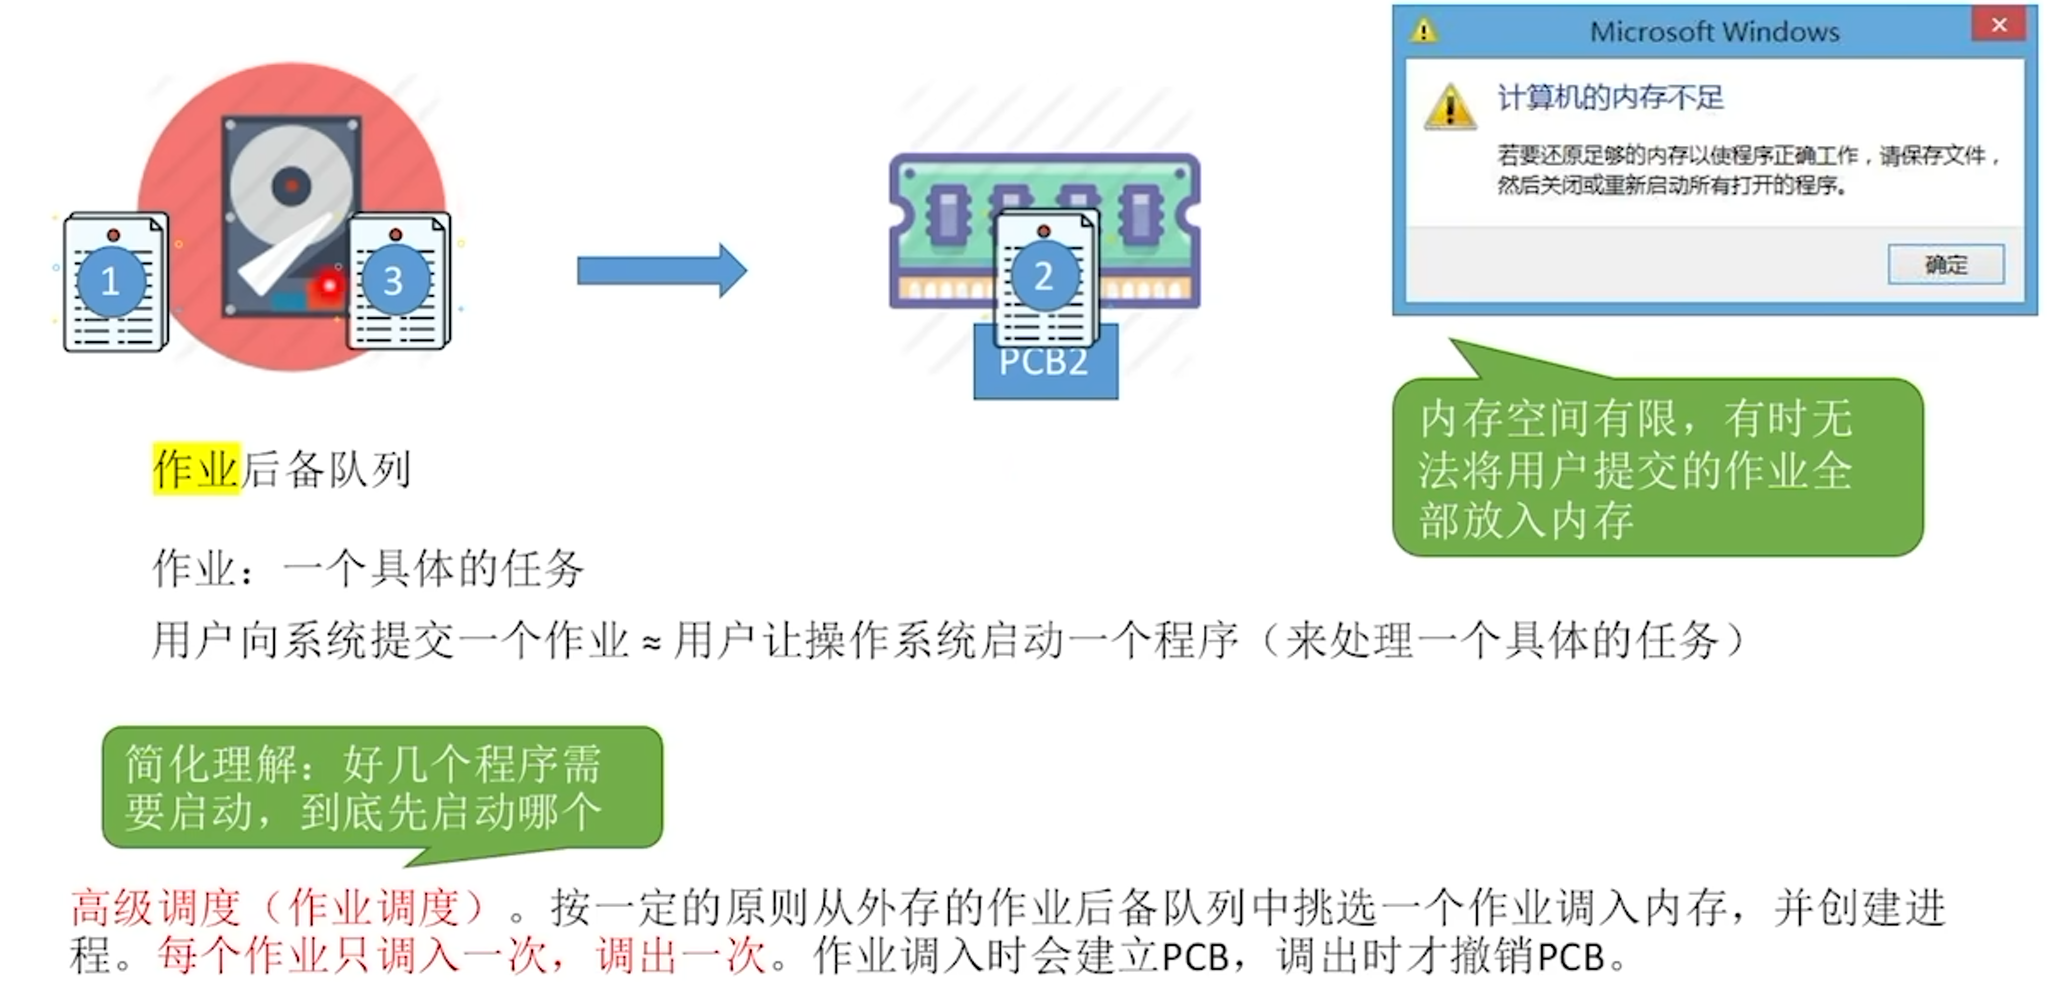 Microsoft Windows
计算机的内存不足
若要还原足够的内存以使程序正确工作，请保存文件，
然后关闭或重新启动所有打开的程序。
确定
1
3
2
PCB2
内存空间有限，有时无
法将用户提交的作业全
部放入内存
作业后备队列
作业：一个具体的任务
用户向系统提交一个作业 ≈ 用户让操作系统启动一个程序（来处理一个具体的任务）
简化理解：好几个程序需
要启动，到底先启动哪个
高级调度（作业调度）。按一定的原则从外存的作业后备队列中挑选一个作业调入内存，并创建进
程。每个作业只调入一次，调出一次。作业调入时会建立PCB，调出时才撤销PCB。